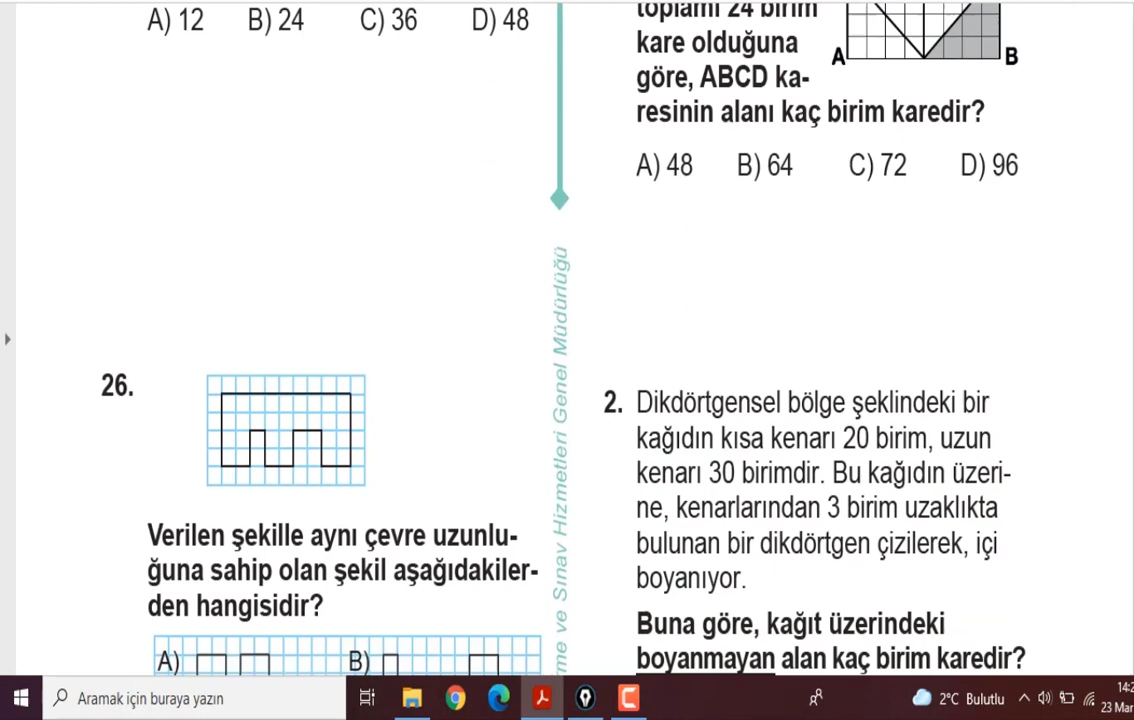 A) 12 B) 24 C) 36 D) 48
26.
Verilen şekille aynı çevre uzunlu-
ğuna sahip olan şekil aşağıdakiler-
den hangisidir?
A) B)
me ve Sınav Hizmetleri Genel Müdürlüğü
toplamı 24 birim
kare olduğuna
göre, ABCD ka-
resinin alanı kaç birim karedir?
A B
A) 48 B) 64 C) 72 D) 96
2. Dikdörtgensel bölge şeklindeki bir
kağıdın kısa kenarı 20 birim, uzun
kenarı 30 birimdir. Bu kağıdın üzeri-
ne, kenarlarından 3 birim uzaklıkta
bulunan bir dikdörtgen çizilerek, içi
boyanıyor.
Buna göre, kağıt üzerindeki
boyanmayan alan kaç birim karedir?
Aramak için buraya yazın
2°C Bulutlu
14:2
23 Mar